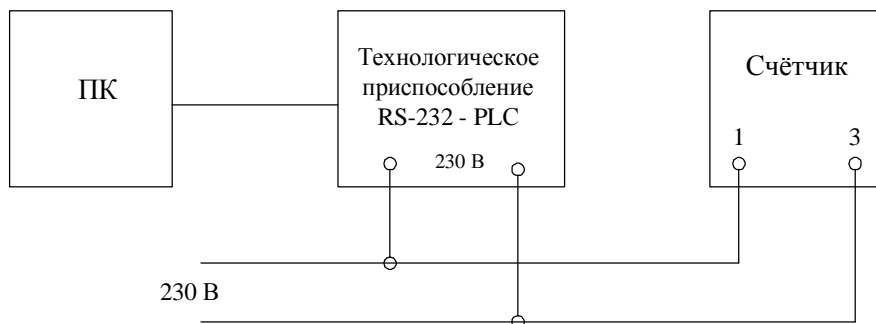 ПК
Технологическое
приспособление
RS-232 - PLC
230 В
Счётчик
1
3
230 В